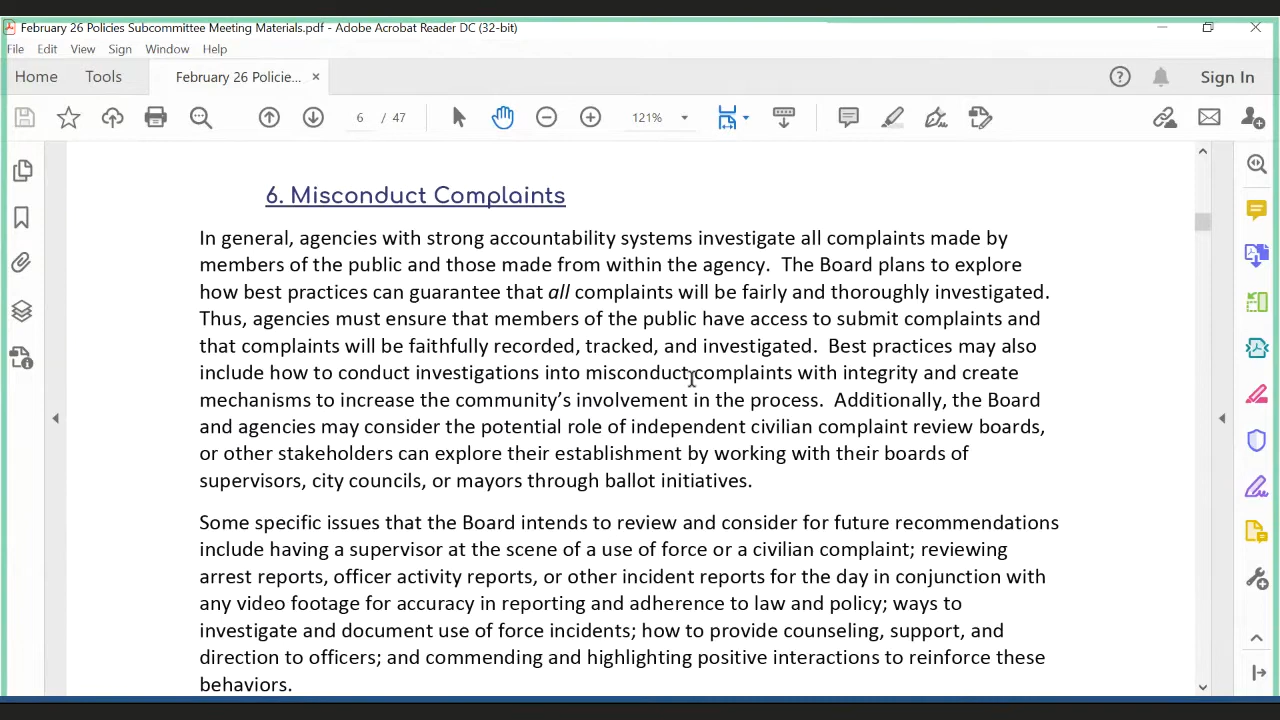 February 26 Policies Subcommittee Meeting Materials.pdf - Adobe Acrobat Reader DC (32-bit)
File Edit View Sign Window Help
Home Tools February 26 Policie... × Sign In
6 / 47 121%
6. Misconduct Complaints
In general, agencies with strong accountability systems investigate all complaints made by
members of the public and those made from within the agency.  The Board plans to explore
how best practices can guarantee that all complaints will be fairly and thoroughly investigated.
Thus, agencies must ensure that members of the public have access to submit complaints and
that complaints will be faithfully recorded, tracked, and investigated.  Best practices may also
include how to conduct investigations into misconduct complaints with integrity and create
mechanisms to increase the community’s involvement in the process.  Additionally, the Board
and agencies may consider the potential role of independent civilian complaint review boards,
or other stakeholders can explore their establishment by working with their boards of
supervisors, city councils, or mayors through ballot initiatives.
Some specific issues that the Board intends to review and consider for future recommendations
include having a supervisor at the scene of a use of force or a civilian complaint; reviewing
arrest reports, officer activity reports, or other incident reports for the day in conjunction with
any video footage for accuracy in reporting and adherence to law and policy; ways to
investigate and document use of force incidents; how to provide counseling, support, and
direction to officers; and commending and highlighting positive interactions to reinforce these
behaviors.